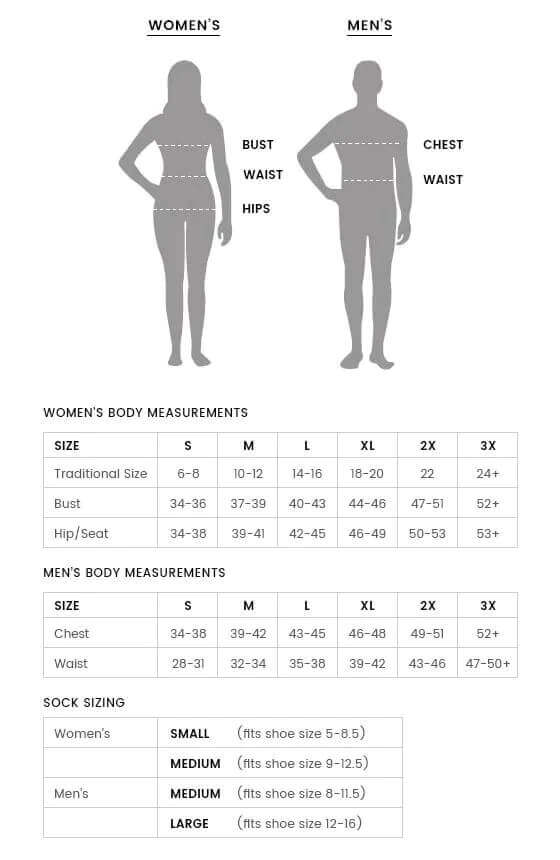 WOMEN'S MEN'S
BUST CHEST
WAIST WAIST
HIPS
WOMEN'S BODY MEASUREMENTS
SIZE S M L XL 2X 3X
Traditional Size 6-8 10-12 14-16 18-20 22 24+
Bust 34-36 37-39 40-43 44-46 47-51 52+
Hip/Seat 34-38 39-41 42-45 46-49 50-53 53+
MEN'S BODY MEASUREMENTS
SIZE S M L XL 2X 3X
Chest 34-38 39-42 43-45 46-48 49-51 52+
Waist 28-31 32-34 35-38 39-42 43-46 47-50+
SOCK SIZING
Women's SMALL (fits shoe size 5-8.5)
MEDIUM (fits shoe size 9-12.5)
Men's MEDIUM (fits shoe size 8-11.5)
LARGE (fits shoe size 12-16)